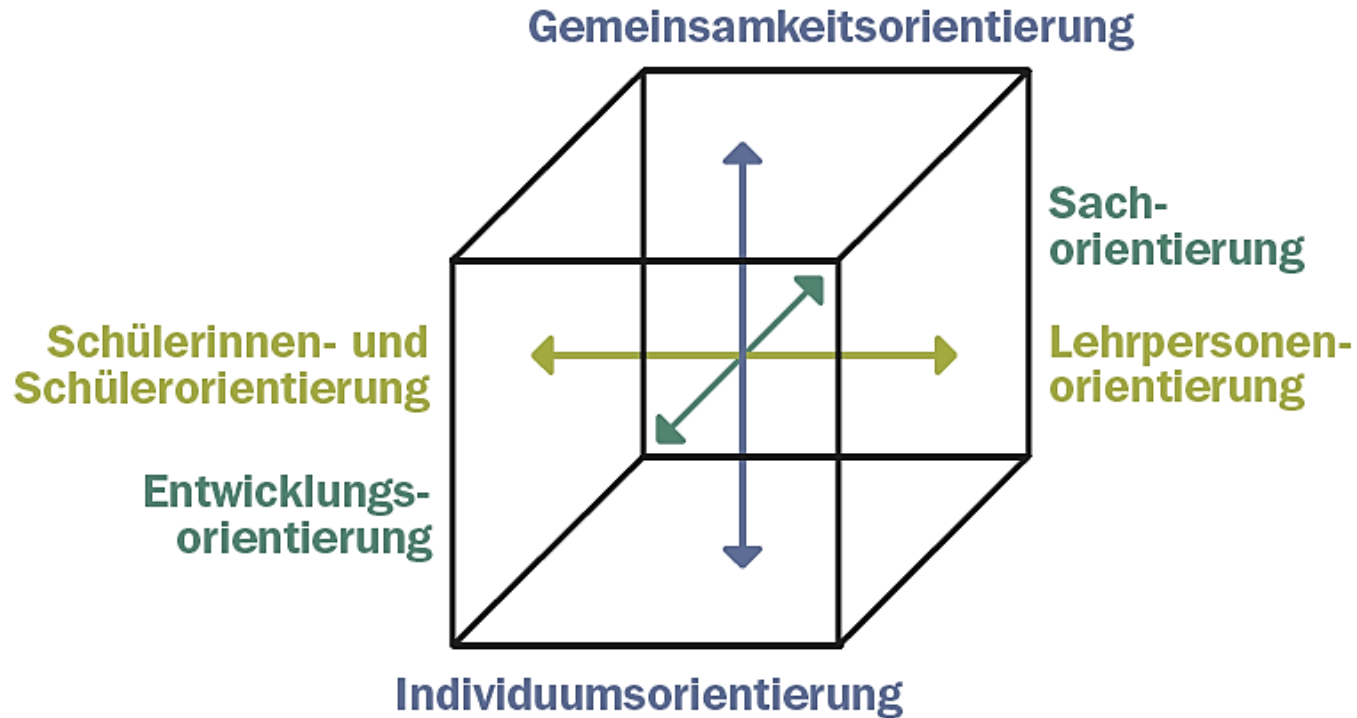 Gemeinsamkeitsorientierung
Sach-
orientierung
Schülerinnen- und
Schülerorientierung
Lehrpersonen-
orientierung
Entwicklungs-
orientierung
Individuumsorientierung